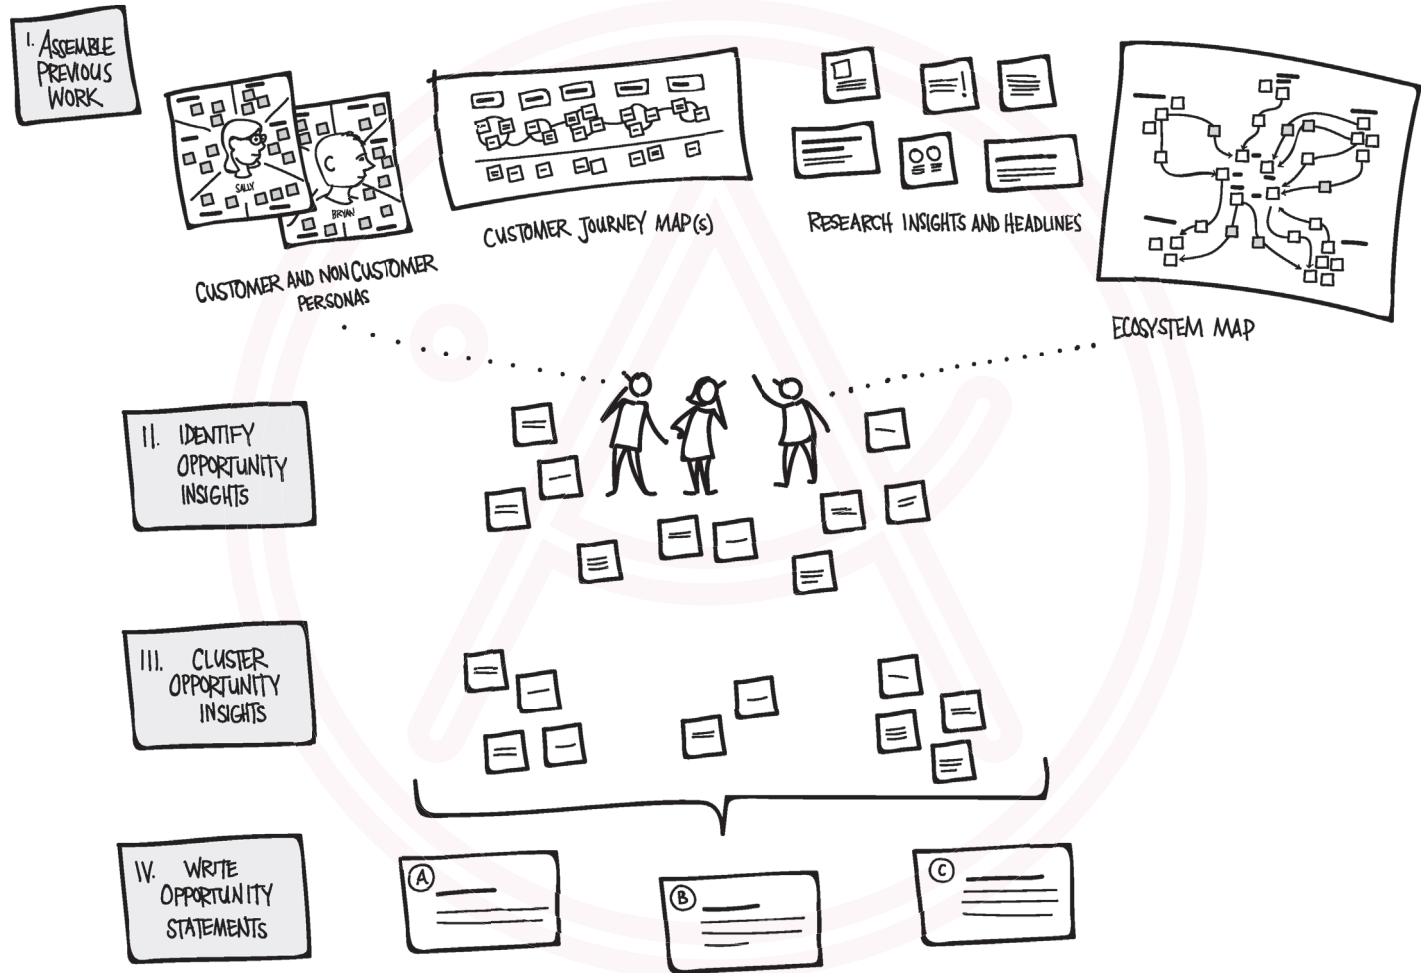 I. ASSEMBLE
PREVIOUS
WORK
SALLY
BRYAN
CUSTOMER AND NON CUSTOMER
PERSONAS
CUSTOMER JOURNEY MAP(S)
RESEARCH INSIGHTS AND HEADLINES
ECOSYSTEM MAP
II. IDENTIFY
OPPORTUNITY
INSIGHTS
III. CLUSTER
OPPORTUNITY
INSIGHTS
IV. WRITE
OPPORTUNITY
STATEMENTS
A
B
C